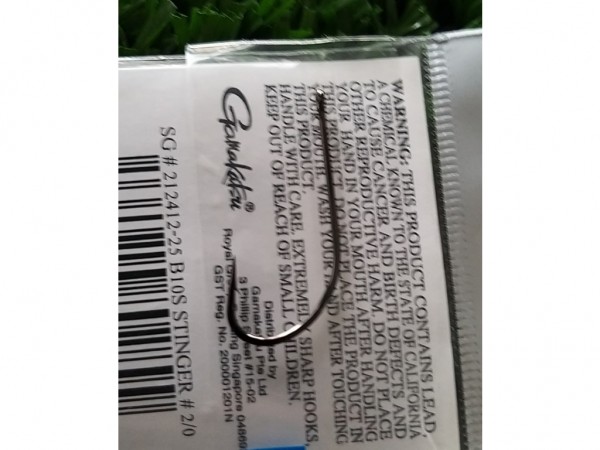 WARNING: THIS PRODUCT CONTAINS LEAD,
A CHEMICAL KNOWN TO THE STATE OF CALIFORNIA
TO CAUSE CANCER AND BIRTH DEFECTS AND
OTHER REPRODUCTIVE HARM. DO NOT PLACE
YOUR HAND IN YOUR MOUTH AFTER HANDLING
THIS PRODUCT. DO NOT PLACE THE PRODUCT IN
YOUR MOUTH. WASH YOUR HAND AFTER TOUCHING
THIS PRODUCT.
HANDLE WITH CARE. EXTREMELY SHARP HOOKS,
KEEP OUT OF REACH OF SMALL CHILDREN.
Gamakatsu®
Distributed by
Gamakatsu Pte Ltd
3 Phillip Street #15-02
Royal Singapore 04869
GST Reg. No. 200001201N
SG # 212412-25 B10S STINGER # 2/0